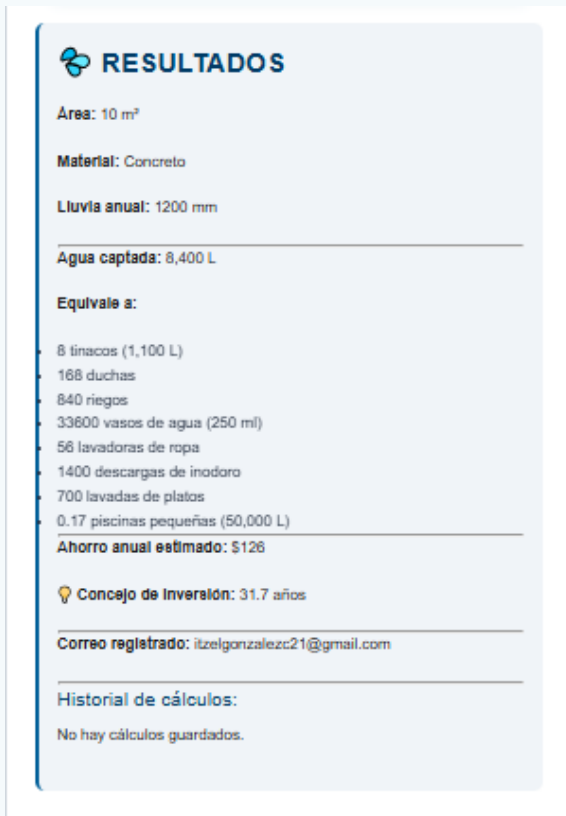 RESULTADOS
Área: 10 m²
Material: Concreto
Lluvia anual: 1200 mm
Agua captada: 8,400 L
Equivale a:
8 tinacos (1,100 L)
168 duchas
840 riegos
33600 vasos de agua (250 ml)
56 lavadoras de ropa
1400 descargas de inodoro
700 lavadas de platos
0.17 piscinas pequeñas (50,000 L)
Ahorro anual estimado: $126
Concejo de inversión: 31.7 años
Correo registrado: itzelgonzalezc21@gmail.com
Historial de cálculos:
No hay cálculos guardados.